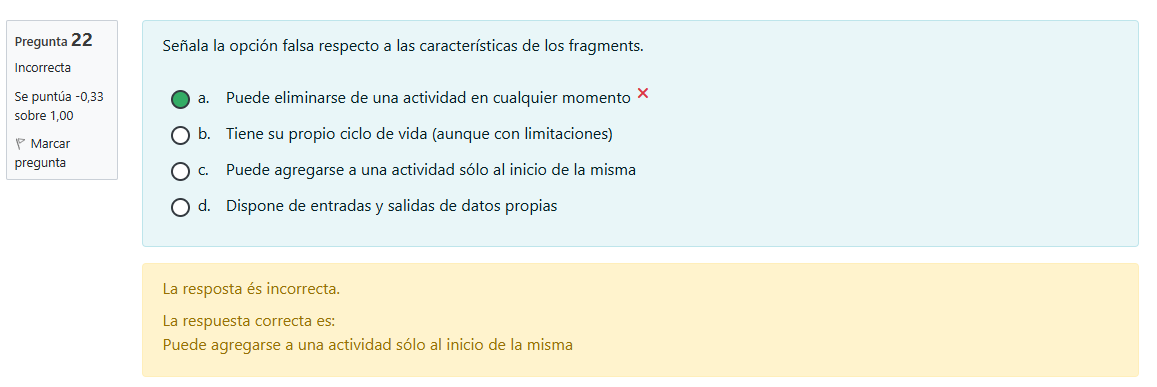 Pregunta 22
Incorrecta
Se puntúa -0,33
sobre 1,00
Marcar
pregunta
Señala la opción falsa respecto a las características de los fragments.
a. Puede eliminarse de una actividad en cualquier momento
b. Tiene su propio ciclo de vida (aunque con limitaciones)
c. Puede agregarse a una actividad sólo al inicio de la misma
d. Dispone de entradas y salidas de datos propias
La resposta és incorrecta.
La respuesta correcta es:
Puede agregarse a una actividad sólo al inicio de la misma